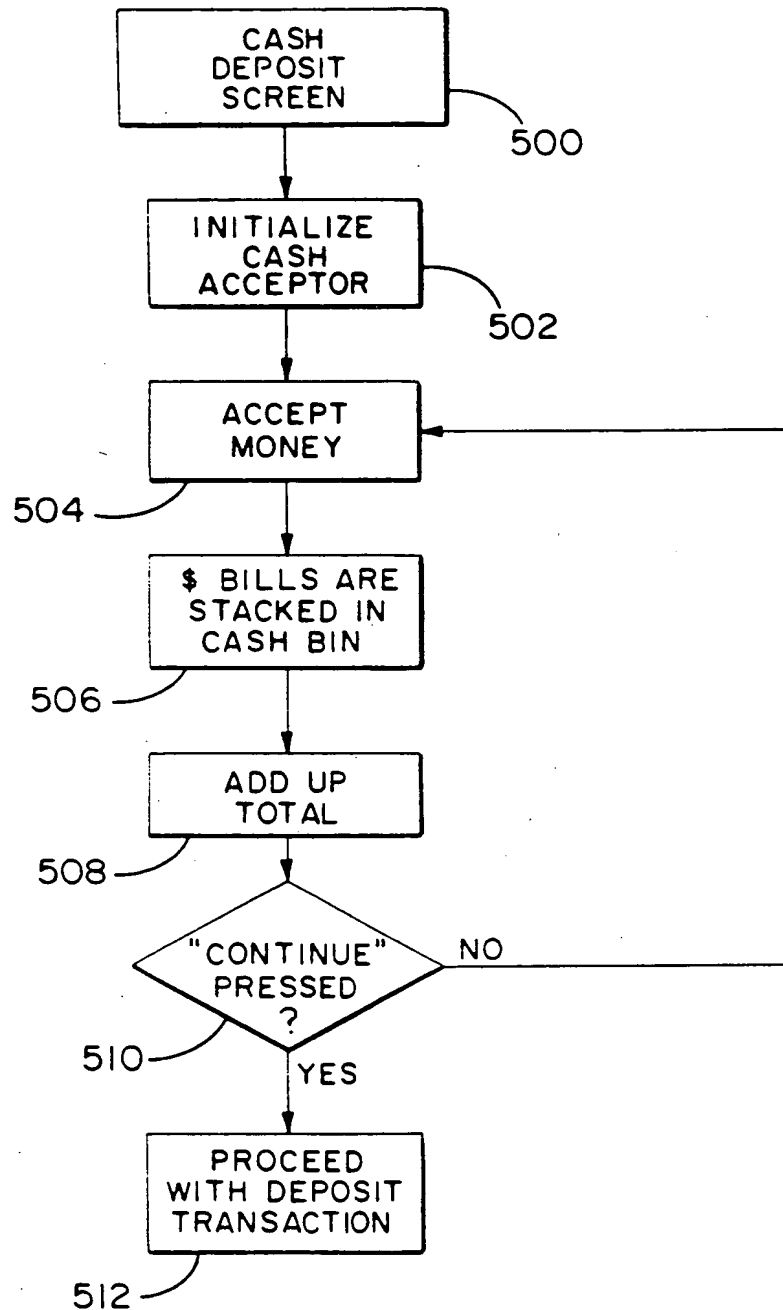 CASH
DEPOSIT
SCREEN
500
INITIALIZE
CASH
ACCEPTOR
502
ACCEPT
MONEY
504
$ BILLS ARE
STACKED IN
CASH BIN
506
ADD UP
TOTAL
508
"CONTINUE"
PRESSED
?
NO
510
YES
PROCEED
WITH DEPOSIT
TRANSACTION
512